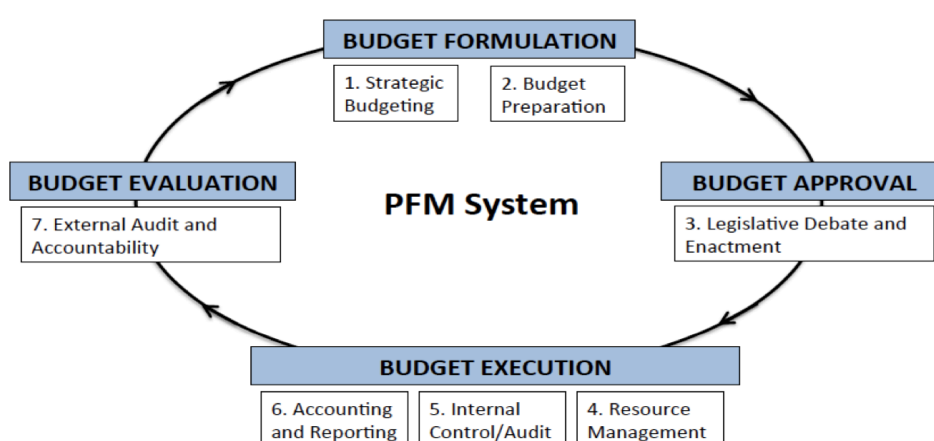 BUDGET FORMULATION
1. Strategic
Budgeting
2. Budget
Preparation
BUDGET EVALUATION
7. External Audit and
Accountability
PFM System
BUDGET APPROVAL
3. Legislative Debate and
Enactment
BUDGET EXECUTION
6. Accounting
and Reporting
5. Internal
Control/Audit
4. Resource
Management